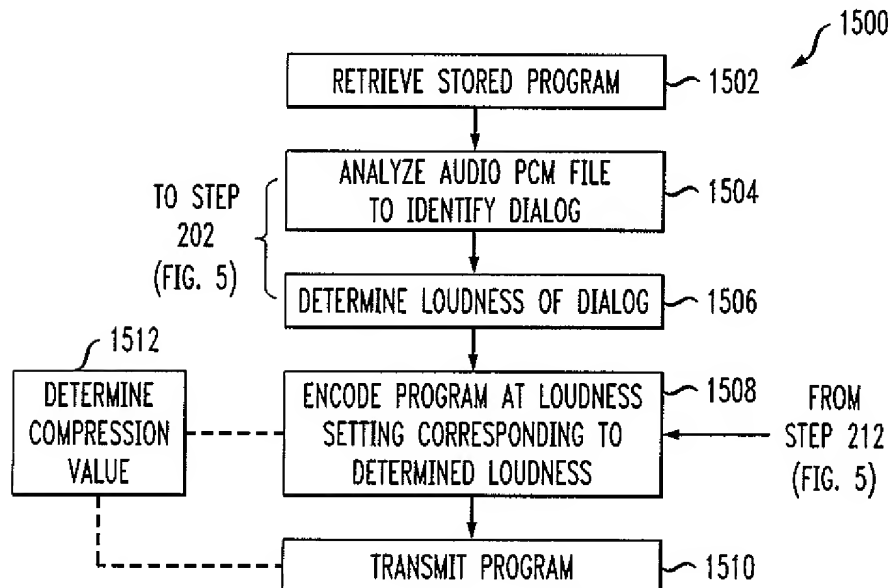 1500
RETRIEVE STORED PROGRAM
1502
ANALYZE AUDIO PCM FILE
TO IDENTIFY DIALOG
1504
TO STEP
202
(FIG. 5)
DETERMINE LOUDNESS OF DIALOG
1506
1512
DETERMINE
COMPRESSION
VALUE
ENCODE PROGRAM AT LOUDNESS
SETTING CORRESPONDING TO
DETERMINED LOUDNESS
1508
FROM
STEP 212
(FIG. 5)
TRANSMIT PROGRAM
1510